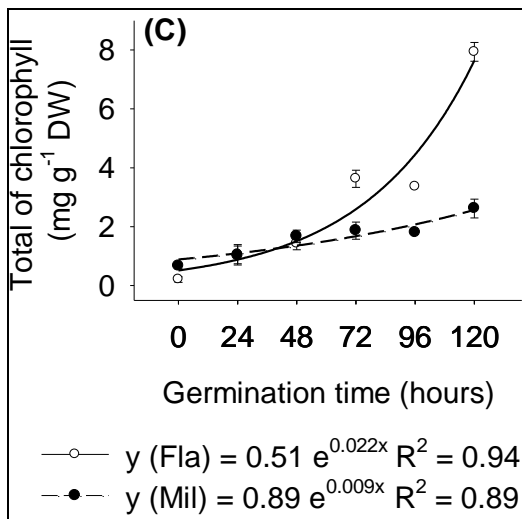 (C)
Total of chlorophyll
(mg g⁻¹ DW)
8
6
4
2
0
0 24 48 72 96 120
Germination time (hours)
y (Fla) = 0.51 e^0.022x R² = 0.94
y (Mil) = 0.89 e^0.009x R² = 0.89